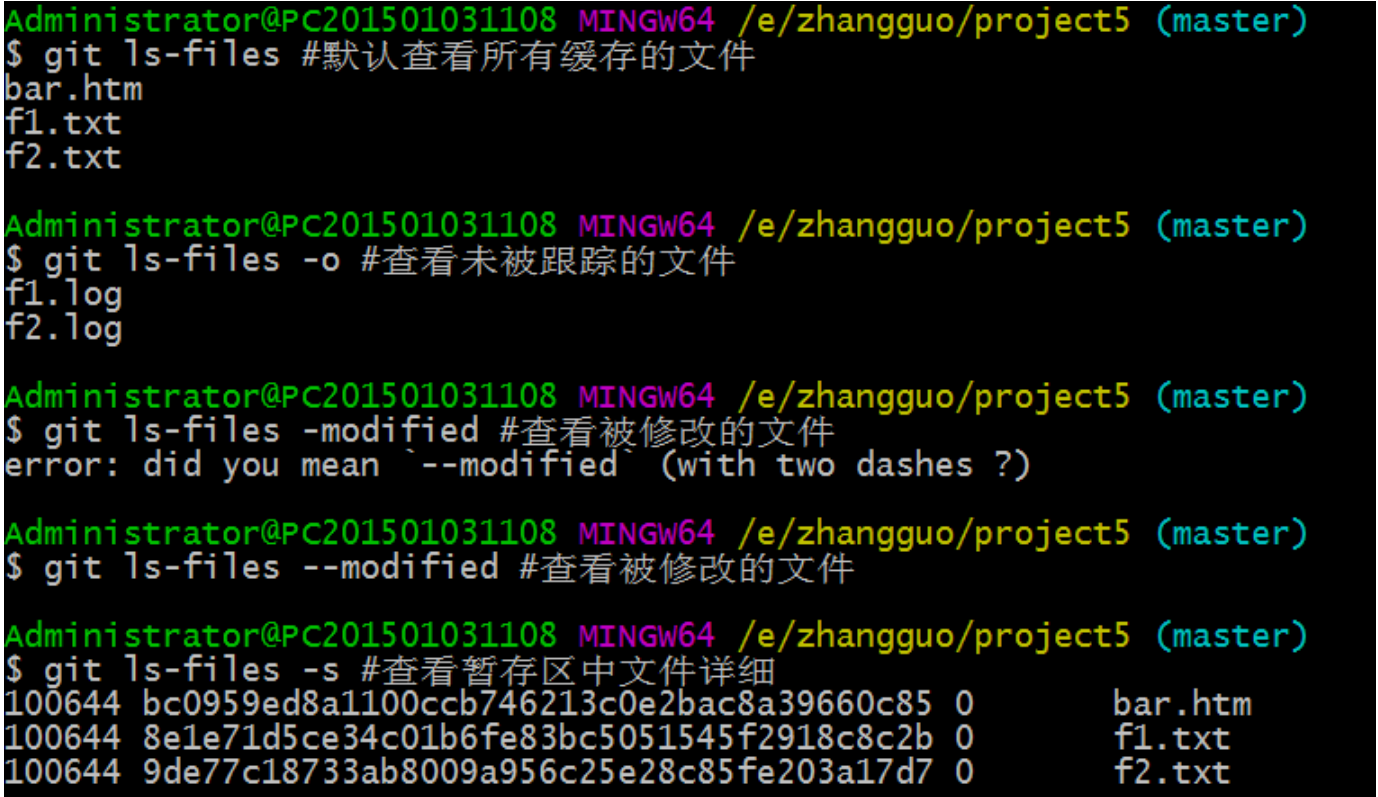 Administrator@PC201501031108 MINGW64 /e/zhangguo/project5 (master)
$ git ls-files #默认查看所有缓存的文件
bar.htm
f1.txt
f2.txt
Administrator@PC201501031108 MINGW64 /e/zhangguo/project5 (master)
$ git ls-files -o #查看未被跟踪的文件
f1.log
f2.log
Administrator@PC201501031108 MINGW64 /e/zhangguo/project5 (master)
$ git ls-files -modified #查看被修改的文件
error: did you mean `--modified` (with two dashes ?)
Administrator@PC201501031108 MINGW64 /e/zhangguo/project5 (master)
$ git ls-files --modified #查看被修改的文件
Administrator@PC201501031108 MINGW64 /e/zhangguo/project5 (master)
$ git ls-files -s #查看暂存区中文件详细
100644 bc0959ed8a1100ccb746213c0e2bac8a39660c85 0 bar.htm
100644 8e1e71d5ce34c01b6fe83bc5051545f2918c8c2b 0 f1.txt
100644 9de77c18733ab8009a956c25e28c85fe203a17d7 0 f2.txt